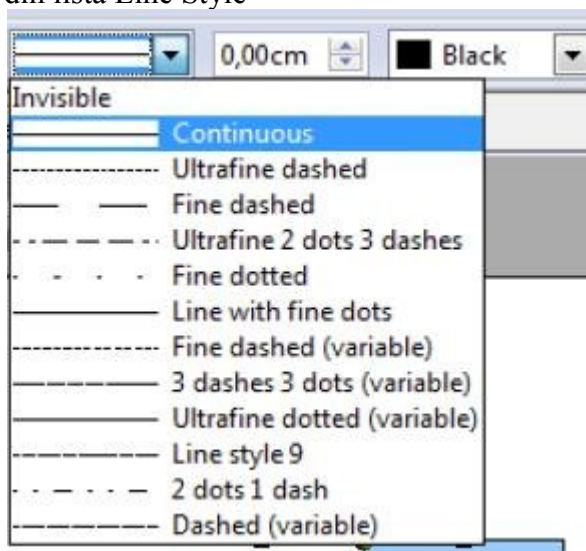 din lista Line Style
0,00cm Black
Invisible
Continuous
Ultrafine dashed
Fine dashed
Ultrafine 2 dots 3 dashes
Fine dotted
Line with fine dots
Fine dashed (variable)
3 dashes 3 dots (variable)
Ultrafine dotted (variable)
Line style 9
2 dots 1 dash
Dashed (variable)